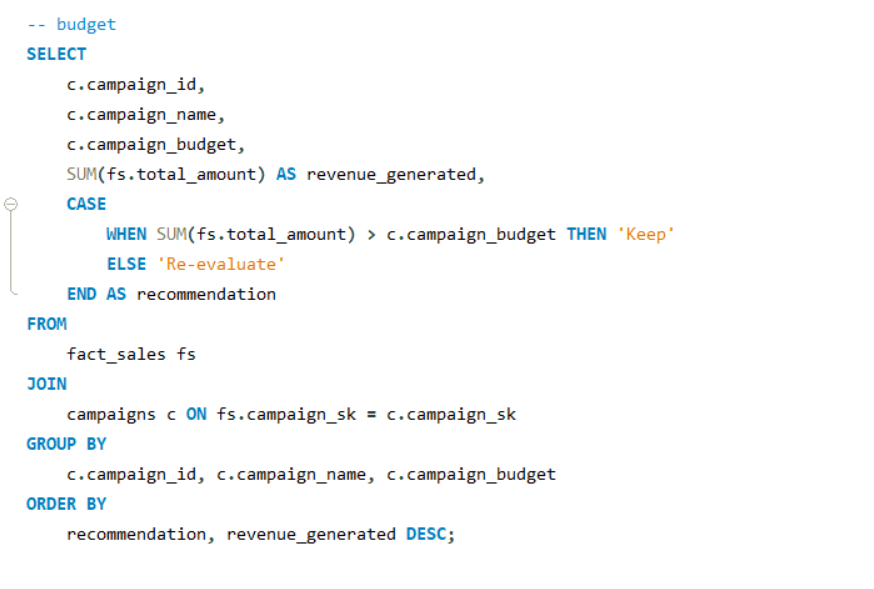 -- budget
SELECT
c.campaign_id,
c.campaign_name,
c.campaign_budget,
SUM(fs.total_amount) AS revenue_generated,
CASE
WHEN SUM(fs.total_amount) > c.campaign_budget THEN 'Keep'
ELSE 'Re-evaluate'
END AS recommendation
FROM
fact_sales fs
JOIN
campaigns c ON fs.campaign_sk = c.campaign_sk
GROUP BY
c.campaign_id, c.campaign_name, c.campaign_budget
ORDER BY
recommendation, revenue_generated DESC;